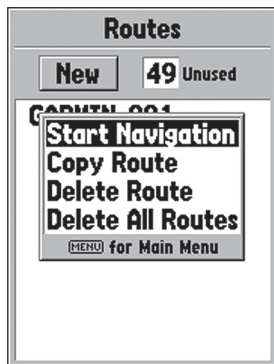 Routes
New 49 Unused
Start Navigation
Copy Route
Delete Route
Delete All Routes
MENU for Main Menu